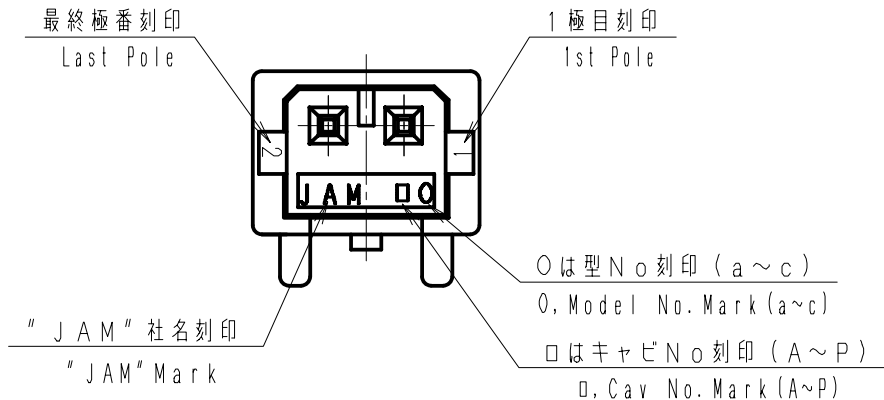 最終極番刻印
Last Pole
1極目刻印
1st Pole
2
1
JAM □O
○は型No刻印(a～c)
O,Model No.Mark(a~c)
"JAM"社名刻印
"JAM"Mark
□はキャビNo刻印(A～P)
□,Cav No.Mark(A~P)